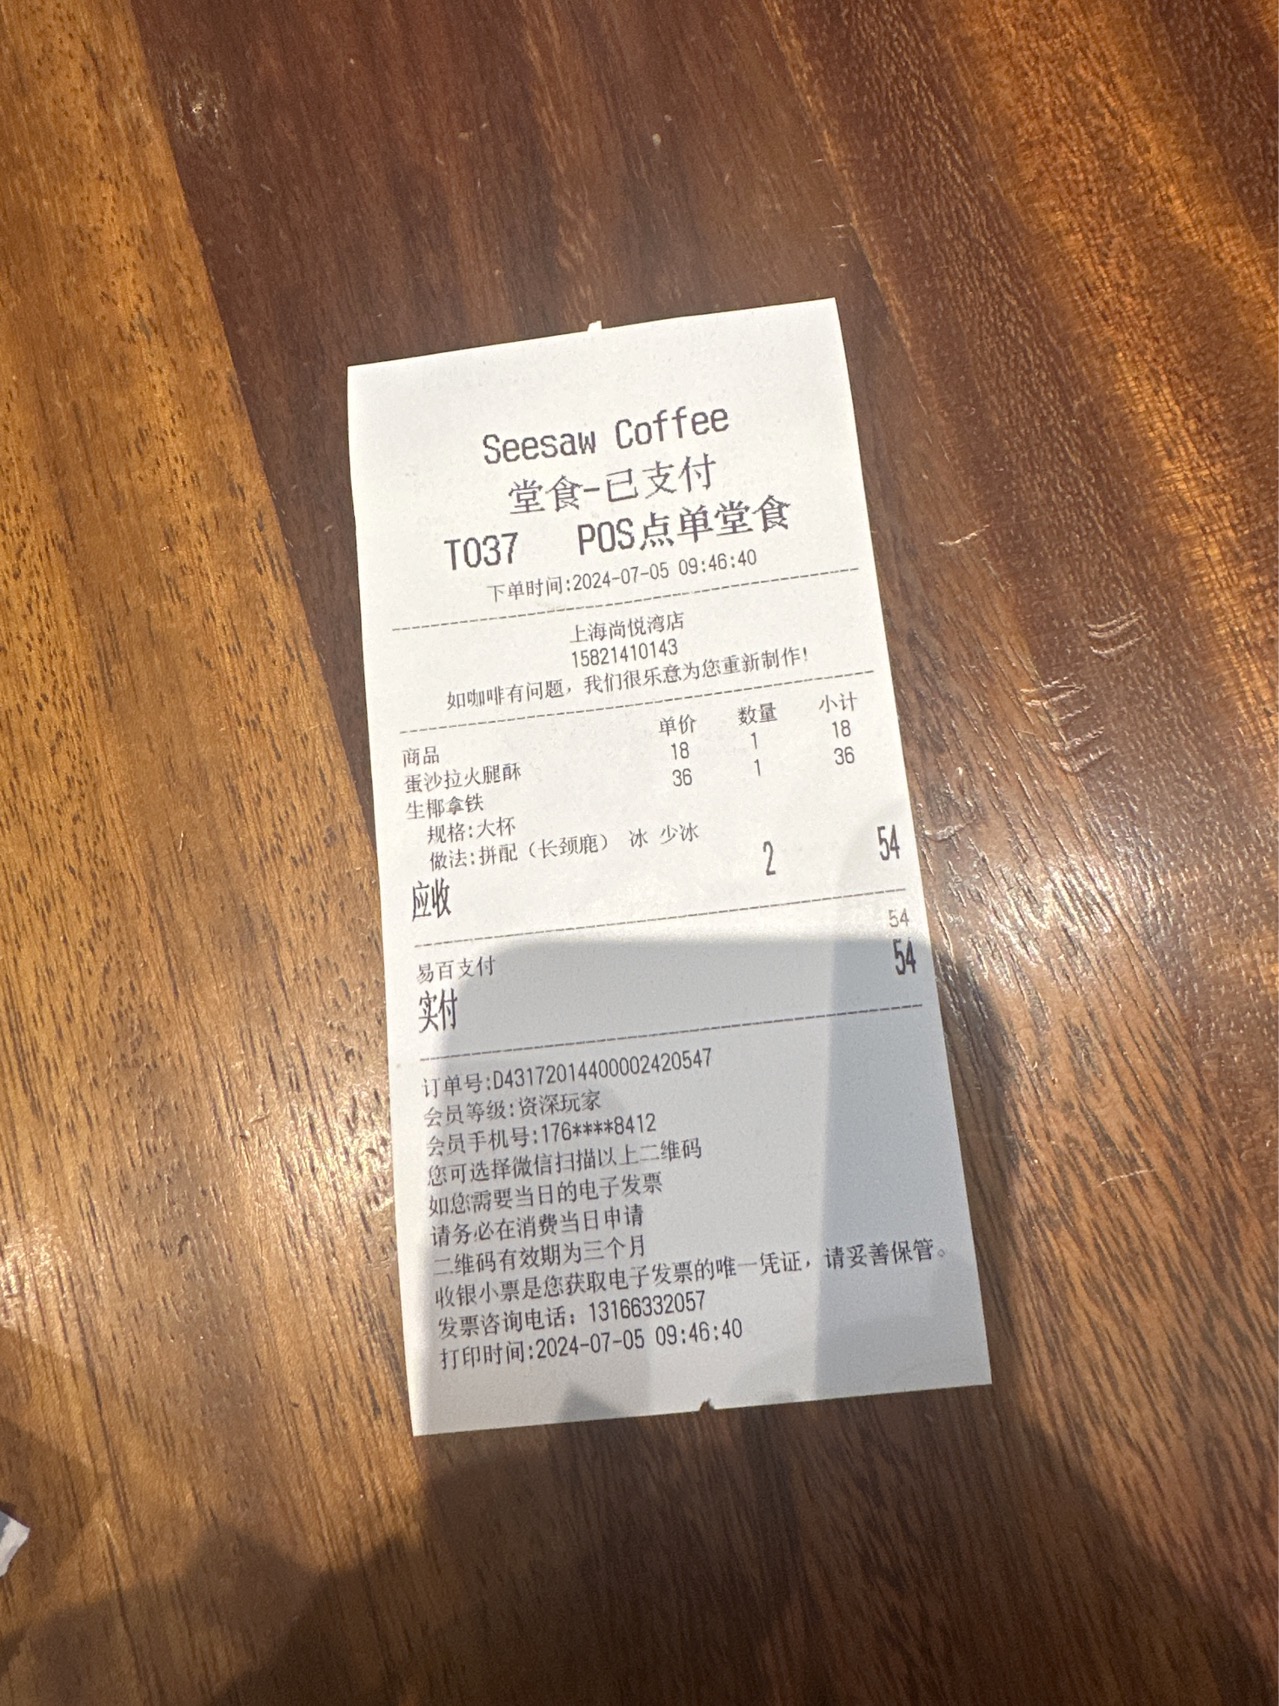 Seesaw Coffee
堂食-已支付
T037 POS点单堂食
下单时间:2024-07-05 09:46:40
上海尚悦湾店
15821410143
如咖啡有问题，我们很乐意为您重新制作!
商品 单价 数量 小计
蛋沙拉火腿酥 18 1 18
生椰拿铁 36 1 36
规格:大杯
做法:拼配（长颈鹿） 冰 少冰
应收 2 54
易百支付 54
实付 54
订单号:D43172014400002420547
会员等级:资深玩家
会员手机号:176****8412
您可选择微信扫描以上二维码
如您需要当日的电子发票
请务必在消费当日申请
二维码有效期为三个月
收银小票是您获取电子发票的唯一凭证，请妥善保管。
发票咨询电话：13166332057
打印时间:2024-07-05 09:46:40